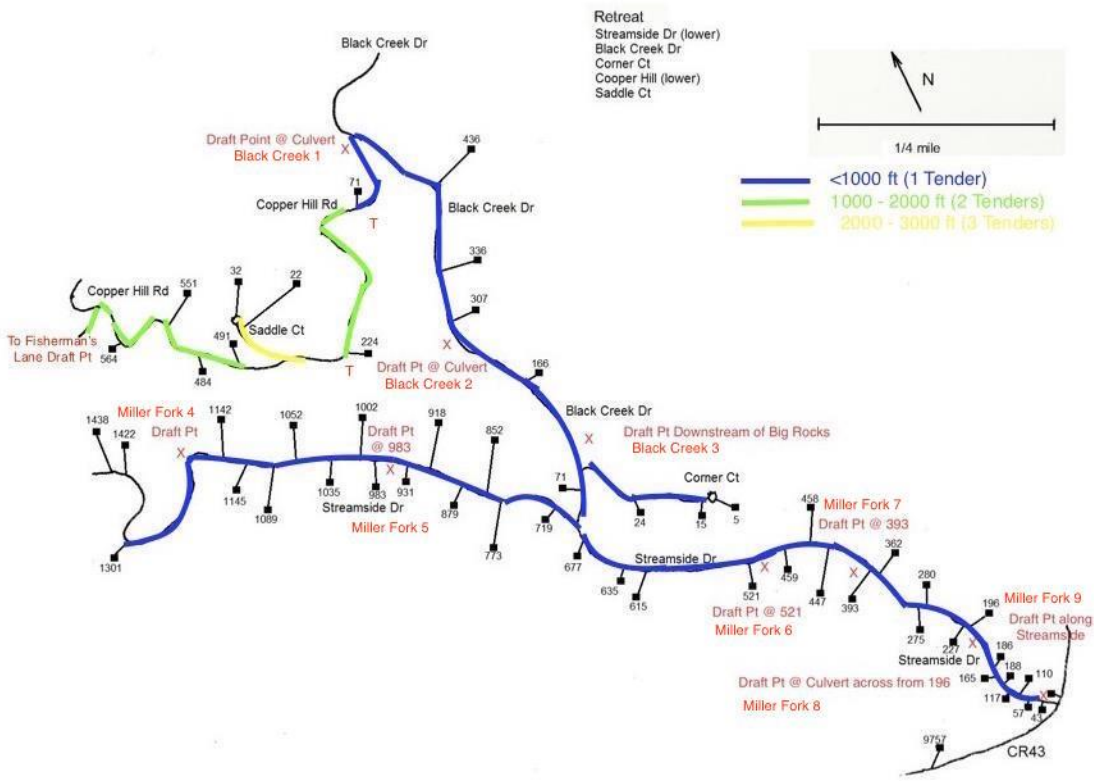 Retreat
Streamside Dr (lower)
Black Creek Dr
Corner Ct
Cooper Hill (lower)
Saddle Ct
N
1/4 mile
<1000 ft (1 Tender)
1000 - 2000 ft (2 Tenders)
2000 - 3000 ft (3 Tenders)
Black Creek Dr
Draft Point @ Culvert
X
Black Creek 1
436
71
Copper Hill Rd
T
Black Creek Dr
336
32
22
551
Copper Hill Rd
307
Saddle Ct
491
224
X
To Fisherman's
Lane Draft Pt
564
484
T
Draft Pt @ Culvert
Black Creek 2
166
Black Creek Dr
X
Draft Pt Downstream of Big Rocks
Black Creek 3
Miller Fork 4
Draft Pt
X
1438
1422
1142
1052
1002
Draft Pt
@ 983
X
918
852
1145
1089
1035
983
931
879
Streamside Dr
Miller Fork 5
773
719
71
Corner Ct
24
15
5
1301
677
Streamside Dr
635
615
521
X
459
458
Miller Fork 7
Draft Pt @ 393
X
362
447
393
Draft Pt @ 521
Miller Fork 6
280
275
196
227
Miller Fork 9
Draft Pt along
Streamside
X
Streamside Dr
186
188
110
165
117
57
43
X
Draft Pt @ Culvert across from 196
Miller Fork 8
9757
CR43